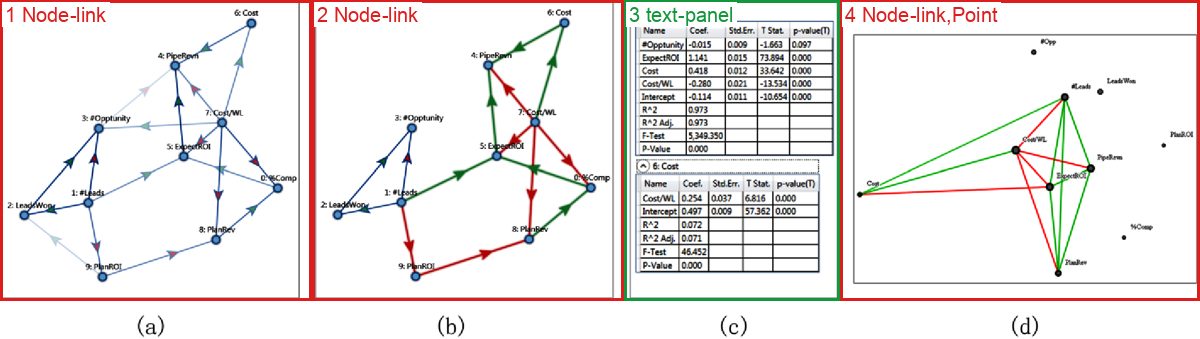 1 Node-link
6: Cost
4: PipeRevn
3: #Opptunity
7: Cost/WL
5: ExpectROI
0: %Comp
1: #Leads
2: LeadsWon
8: PlanRev
9: PlanROI
(a)
2 Node-link
6: Cost
4: PipeRevn
3: #Opptunity
7: Cost/WL
5: ExpectROI
0: %Comp
1: #Leads
2: LeadsWon
8: PlanRev
9: PlanROI
(b)
3 text-panel
Name Coef. Std.Err. T Stat. p-value(T)
#Opptunity -0.015 0.009 -1.663 0.097
ExpectROI 1.141 0.015 73.894 0.000
Cost 0.418 0.012 33.642 0.000
Cost/WL -0.280 0.021 -13.534 0.000
Intercept -0.114 0.011 -10.654 0.000
R^2 0.973
R^2 Adj. 0.973
F-Test 5,349.350
P-Value 0.000
6: Cost
Name Coef. Std.Err. T Stat. p-value(T)
Cost/WL 0.254 0.037 6.816 0.000
Intercept 0.497 0.009 57.362 0.000
R^2 0.072
R^2 Adj. 0.071
F-Test 46.452
P-Value 0.000
(c)
4 Node-link,Point
#Opp
#Leads
LeadsWon
Cost/WL
PlanROI
PipeRevn
ExpectROI
Cost
%Comp
PlanRev
(d)